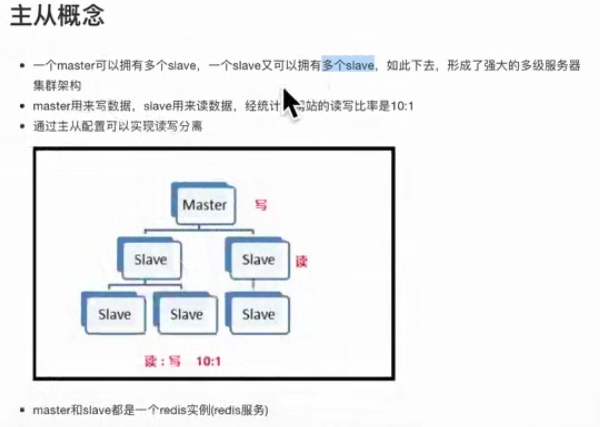 主从概念
一个master可以拥有多个slave，一个slave又可以拥有多个slave，如此下去，形成了强大的多级服务器
集群架构
master用来写数据，slave用来读数据，经统计 网站的读写比率是10:1
通过主从配置可以实现读写分离
Master 写
Slave Slave 读
Slave Slave Slave
读：写 10:1
master和slave都是一个redis实例(redis服务)